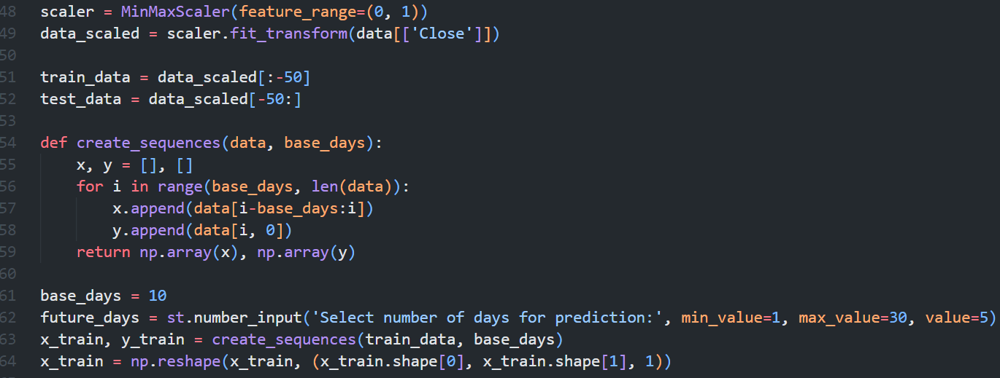 48 scaler = MinMaxScaler(feature_range=(0, 1))
49 data_scaled = scaler.fit_transform(data[['Close']])
50
51 train_data = data_scaled[:-50]
52 test_data = data_scaled[-50:]
53
54 def create_sequences(data, base_days):
55     x, y = [], []
56     for i in range(base_days, len(data)):
57         x.append(data[i-base_days:i])
58         y.append(data[i, 0])
59     return np.array(x), np.array(y)
60
61 base_days = 10
62 future_days = st.number_input('Select number of days for prediction:', min_value=1, max_value=30, value=5)
63 x_train, y_train = create_sequences(train_data, base_days)
64 x_train = np.reshape(x_train, (x_train.shape[0], x_train.shape[1], 1))